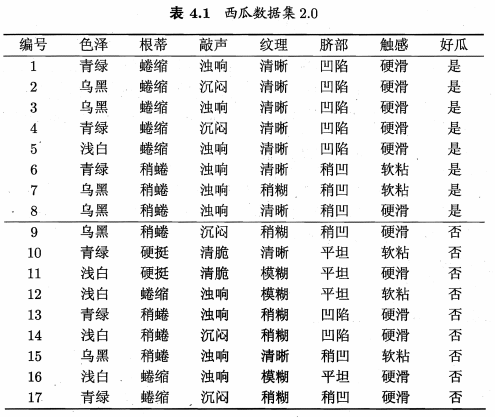 表 4.1 西瓜数据集2.0
编号 色泽 根蒂 敲声 纹理 脐部 触感 好瓜
1 青绿 蜷缩 浊响 清晰 凹陷 硬滑 是
2 乌黑 蜷缩 沉闷 清晰 凹陷 硬滑 是
3 乌黑 蜷缩 浊响 清晰 凹陷 硬滑 是
4 青绿 蜷缩 沉闷 清晰 凹陷 硬滑 是
5 浅白 蜷缩 浊响 清晰 凹陷 硬滑 是
6 青绿 稍蜷 浊响 清晰 稍凹 软粘 是
7 乌黑 稍蜷 浊响 稍糊 稍凹 软粘 是
8 乌黑 稍蜷 浊响 清晰 稍凹 硬滑 是
9 乌黑 稍蜷 沉闷 稍糊 稍凹 硬滑 否
10 青绿 硬挺 清脆 清晰 平坦 软粘 否
11 浅白 硬挺 清脆 模糊 平坦 硬滑 否
12 浅白 蜷缩 浊响 模糊 平坦 软粘 否
13 青绿 稍蜷 浊响 稍糊 凹陷 硬滑 否
14 浅白 稍蜷 沉闷 稍糊 凹陷 硬滑 否
15 乌黑 稍蜷 浊响 清晰 稍凹 软粘 否
16 浅白 蜷缩 浊响 模糊 平坦 硬滑 否
17 青绿 蜷缩 沉闷 稍糊 稍凹 硬滑 否